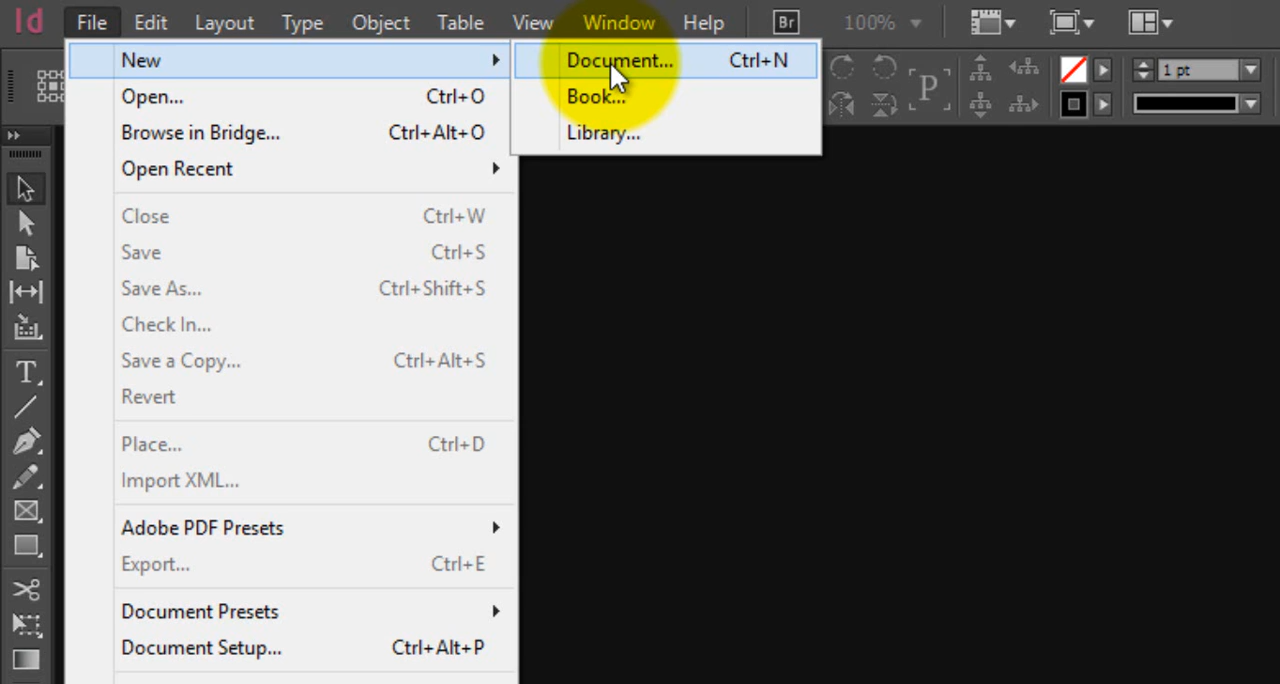 Id File Edit Layout Type Object Table View Window Help Br 100%
New
Document... Ctrl+N
Open... Ctrl+O
Book...
Browse in Bridge... Ctrl+Alt+O
Library...
Open Recent
Close Ctrl+W
Save Ctrl+S
Save As... Ctrl+Shift+S
Check In...
Save a Copy... Ctrl+Alt+S
Revert
Place... Ctrl+D
Import XML...
Adobe PDF Presets
Export... Ctrl+E
Document Presets
Document Setup... Ctrl+Alt+P
P
1 pt
T